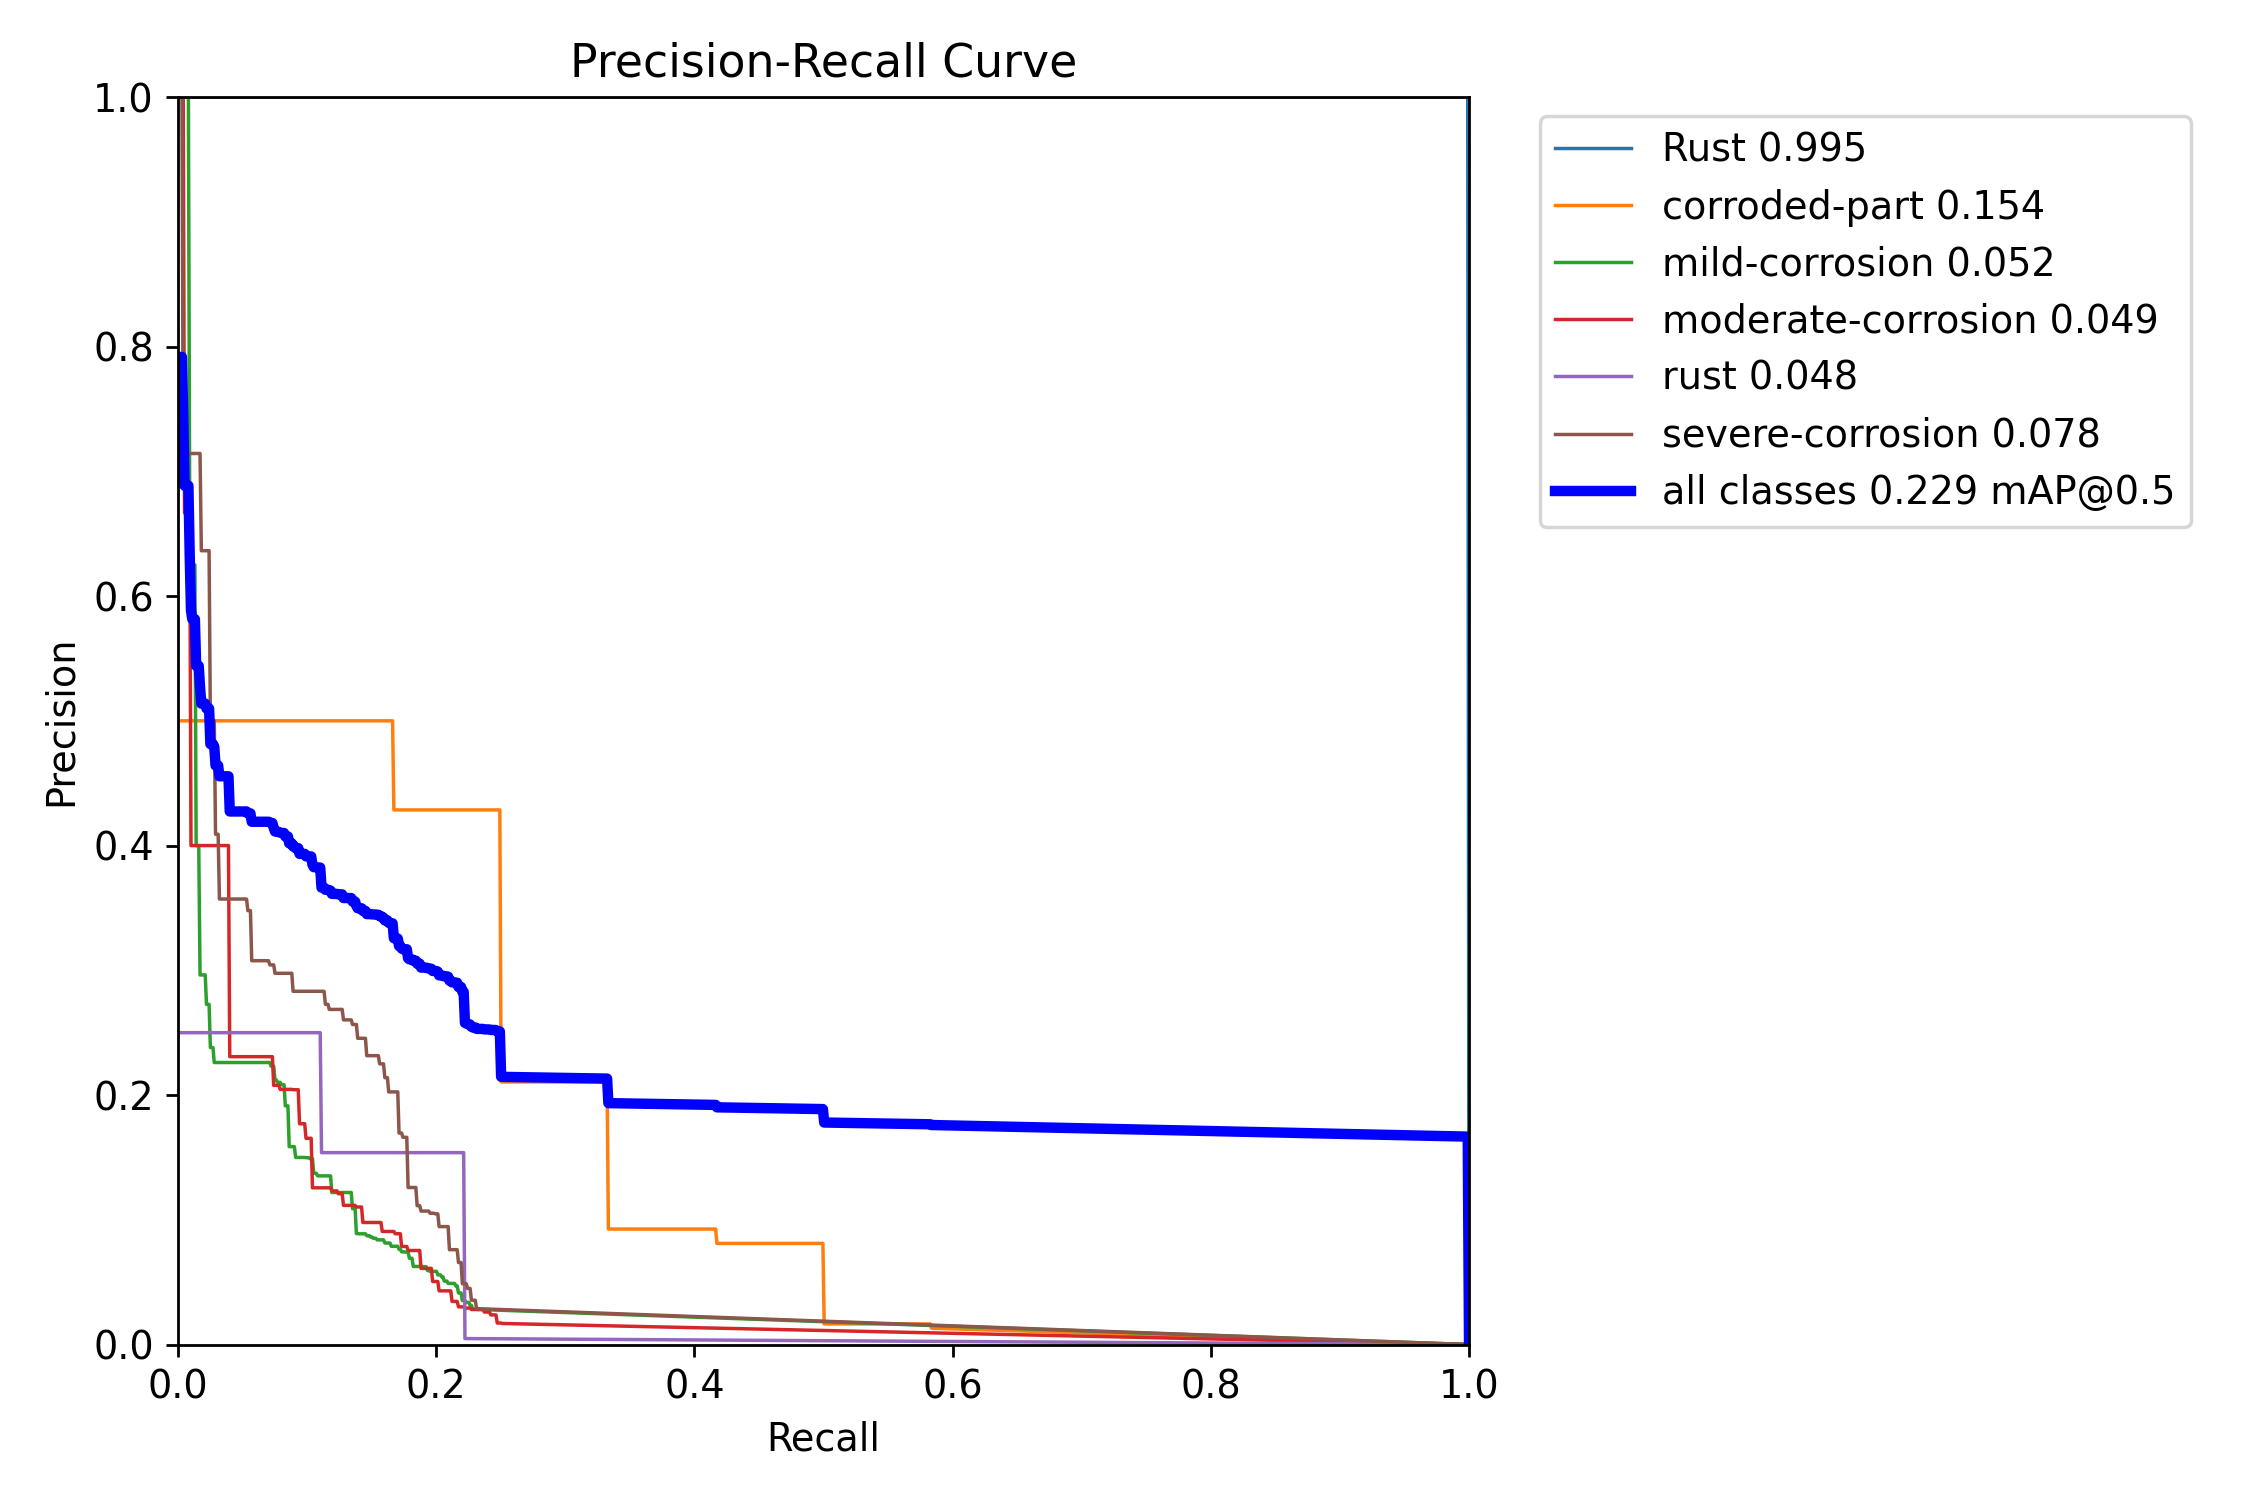 Precision-Recall Curve
1.0
0.8
0.6
0.4
0.2
0.0
Precision
0.0 0.2 0.4 0.6 0.8 1.0
Recall
Rust 0.995
corroded-part 0.154
mild-corrosion 0.052
moderate-corrosion 0.049
rust 0.048
severe-corrosion 0.078
all classes 0.229 mAP@0.5